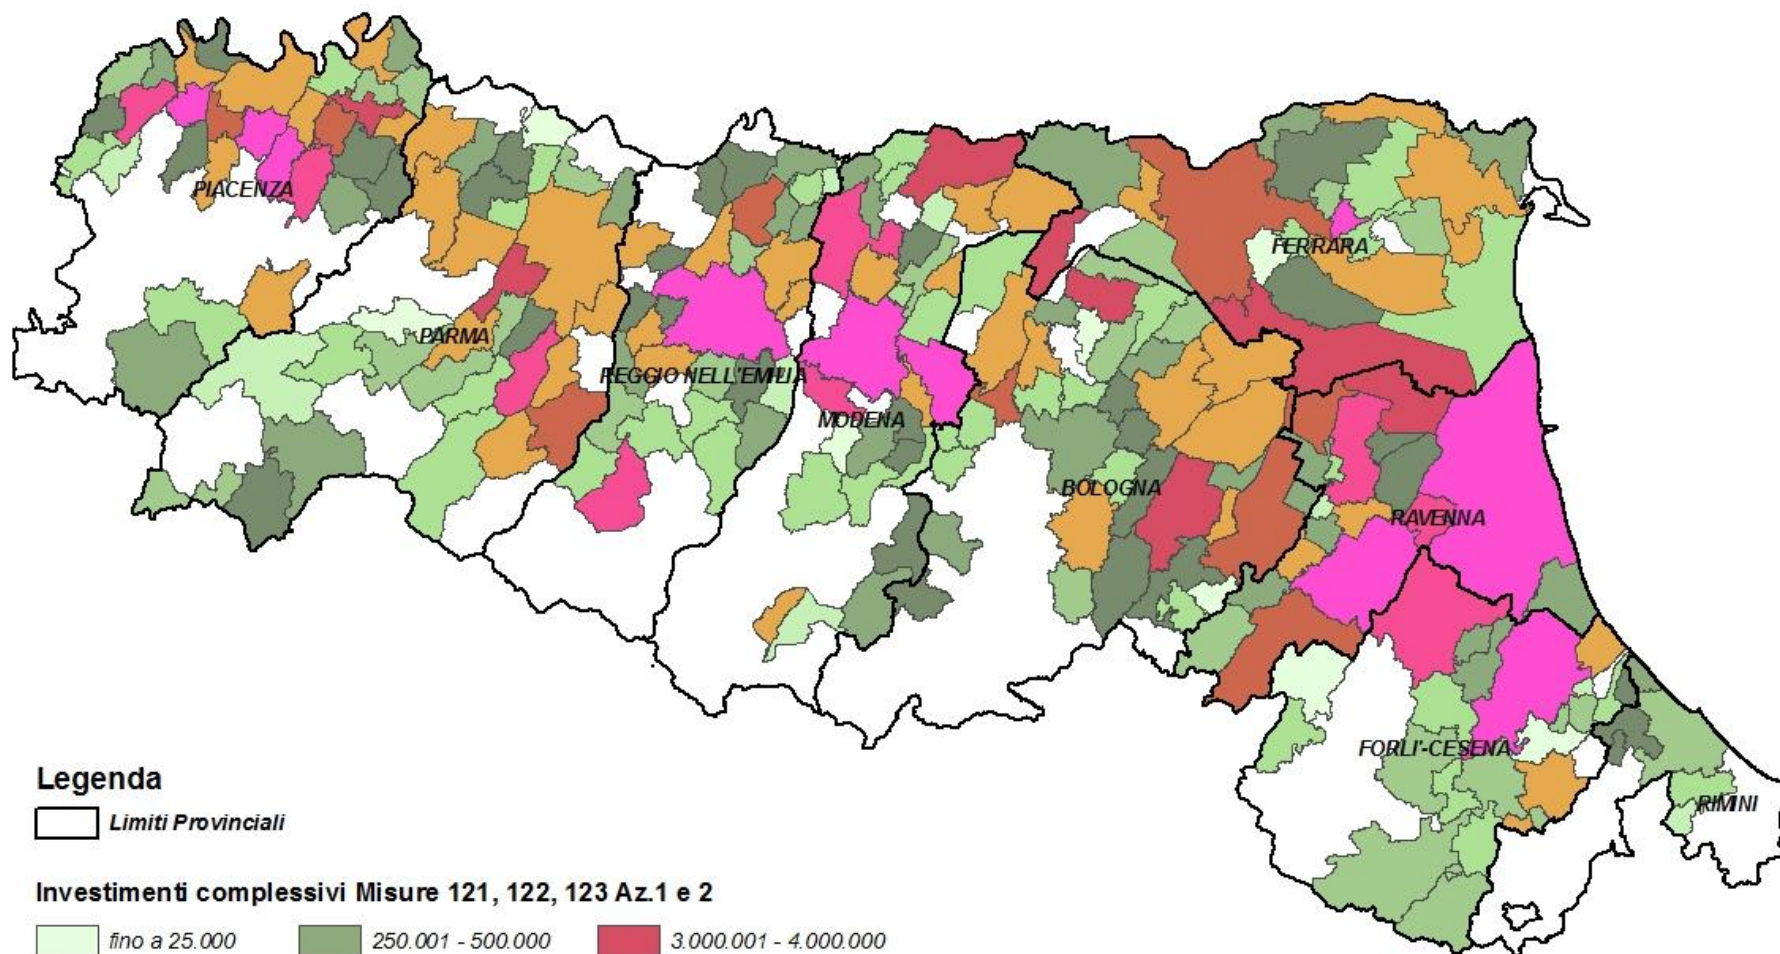 PIACENZA
FERRARA
PARMA
REGGIO NELL'EMILIA
MODENA
BOLOGNA
RAVENNA
FORLI'-CESENA
RIMINI
Legenda
Limiti Provinciali
Investimenti complessivi Misure 121, 122, 123 Az.1 e 2
fino a 25.000
250.001 - 500.000
3.000.001 - 4.000.000